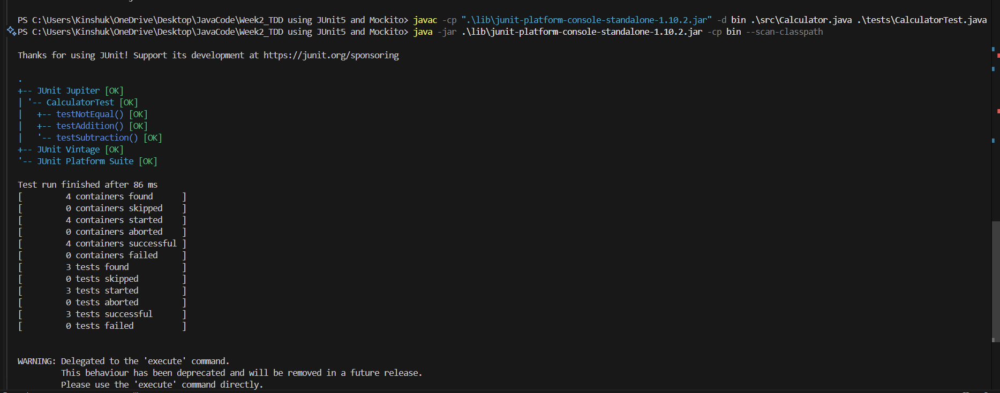 PS C:\Users\Kinshuk\OneDrive\Desktop\JavaCode\Week2_TDD using JUnit5 and Mockito> javac -cp ".\lib\junit-platform-console-standalone-1.10.2.jar" -d bin .\src\Calculator.java .\tests\CalculatorTest.java
PS C:\Users\Kinshuk\OneDrive\Desktop\JavaCode\Week2_TDD using JUnit5 and Mockito> java -jar .\lib\junit-platform-console-standalone-1.10.2.jar -cp bin --scan-classpath
Thanks for using JUnit! Support its development at https://junit.org/sponsoring
.
+-- JUnit Jupiter [OK]
| '-- CalculatorTest [OK]
|   +-- testNotEqual() [OK]
|   +-- testAddition() [OK]
|   '-- testSubtraction() [OK]
+-- JUnit Vintage [OK]
'-- JUnit Platform Suite [OK]
Test run finished after 86 ms
[         4 containers found      ]
[         0 containers skipped    ]
[         4 containers started    ]
[         0 containers aborted    ]
[         4 containers successful ]
[         0 containers failed     ]
[         3 tests found           ]
[         0 tests skipped         ]
[         3 tests started         ]
[         0 tests aborted         ]
[         3 tests successful      ]
[         0 tests failed          ]
WARNING: Delegated to the 'execute' command.
         This behaviour has been deprecated and will be removed in a future release.
         Please use the 'execute' command directly.